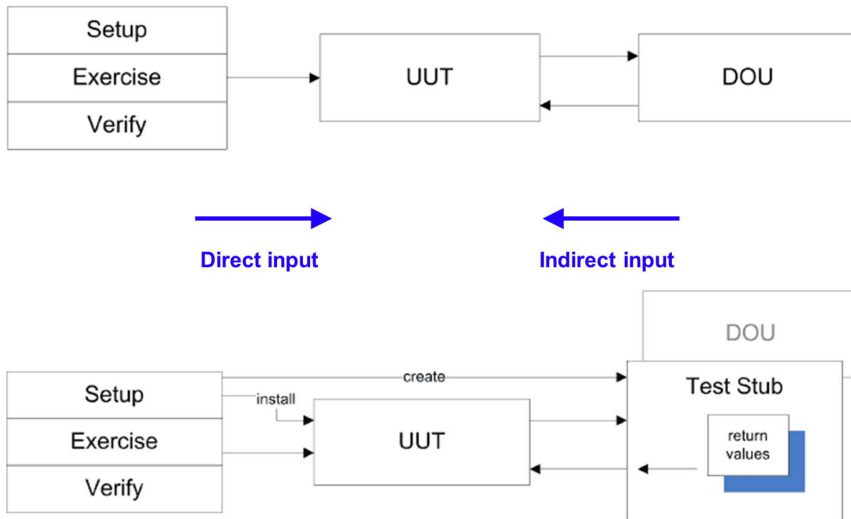 Setup
Exercise
Verify
UUT
DOU
Direct input
Indirect input
DOU
create
Setup
install
Exercise
Verify
UUT
Test Stub
return
values